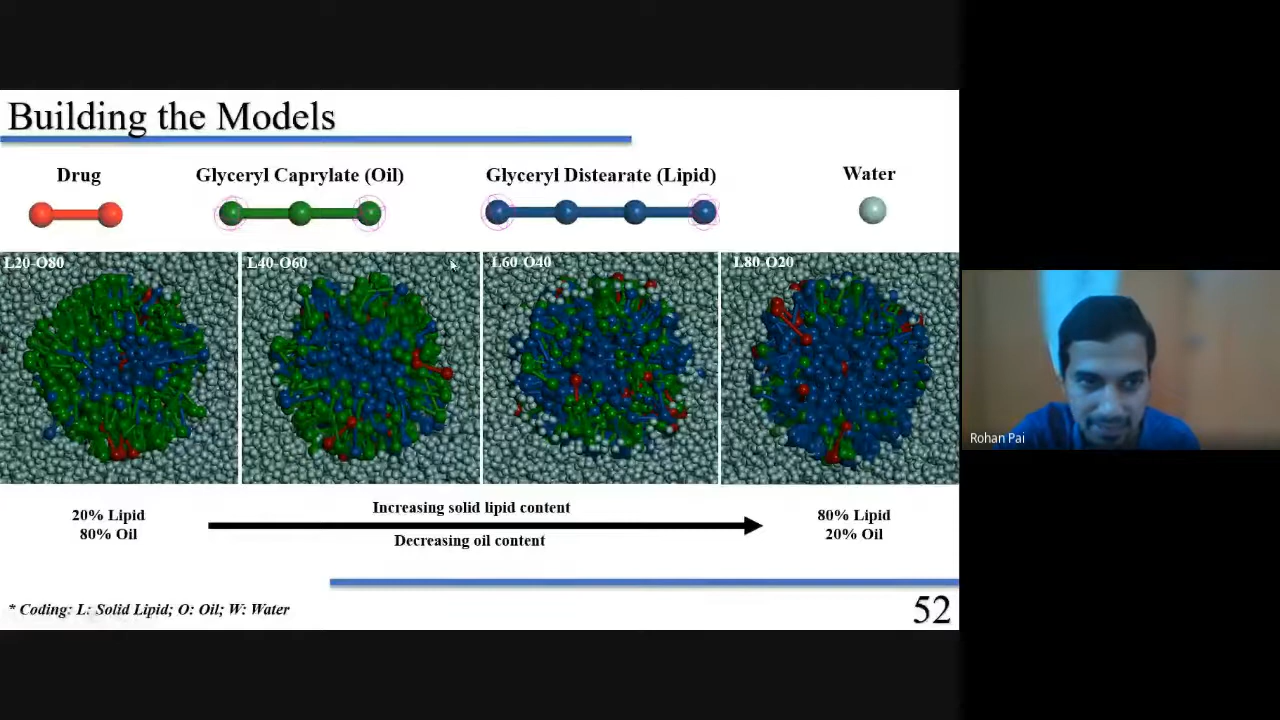 Building the Models
Drug
Glyceryl Caprylate (Oil)
Glyceryl Distearate (Lipid)
Water
L20-O80
L40-O60
L60-O40
L80-O20
20% Lipid
80% Oil
Increasing solid lipid content
Decreasing oil content
80% Lipid
20% Oil
* Coding: L: Solid Lipid; O: Oil; W: Water
52
Rohan Pai